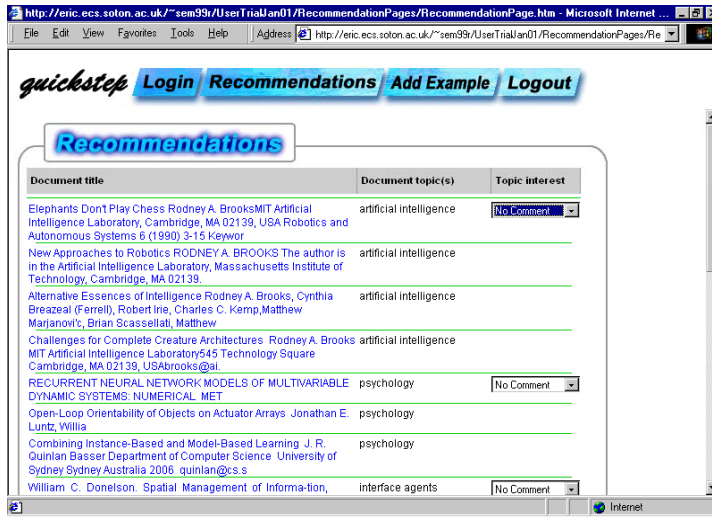 http://eric.ecs.soton.ac.uk/~sem99r/UserTrialJan01/RecommendationPages/RecommendationPage.htm - Microsoft Internet ...
File Edit View Favorites Tools Help Address http://eric.ecs.soton.ac.uk/~sem99r/UserTrialJan01/RecommendationPages/Re
quickstep Login Recommendations Add Example Logout
Recommendations
Document title Document topic(s) Topic interest
Elephants Don't Play Chess Rodney A. BrooksMIT Artificial artificial intelligence No Comment
Intelligence Laboratory, Cambridge, MA 02139, USA Robotics and
Autonomous Systems 6 (1990) 3-15 Keywor
New Approaches to Robotics RODNEY A. BROOKS The author is artificial intelligence
in the Artificial Intelligence Laboratory, Massachusetts Institute of
Technology, Cambridge, MA 02139.
Alternative Essences of Intelligence Rodney A. Brooks, Cynthia artificial intelligence
Breazeal (Ferrell), Robert Irie, Charles C. Kemp,Matthew
Marjanovi'c, Brian Scassellati, Matthew
Challenges for Complete Creature Architectures Rodney A. Brooks artificial intelligence
MIT Artificial Intelligence Laboratory545 Technology Square
Cambridge, MA 02139, USAbrooks@ai.
RECURRENT NEURAL NETWORK MODELS OF MULTIVARIABLE psychology No Comment
DYNAMIC SYSTEMS: NUMERICAL MET
Open-Loop Orientability of Objects on Actuator Arrays Jonathan E. psychology
Luntz, Willia
Combining Instance-Based and Model-Based Learning J. R. psychology
Quinlan Basser Department of Computer Science University of
Sydney Sydney Australia 2006 quinlan@cs.s
William C. Donelson. Spatial Management of Informa-tion, interface agents No Comment
Internet